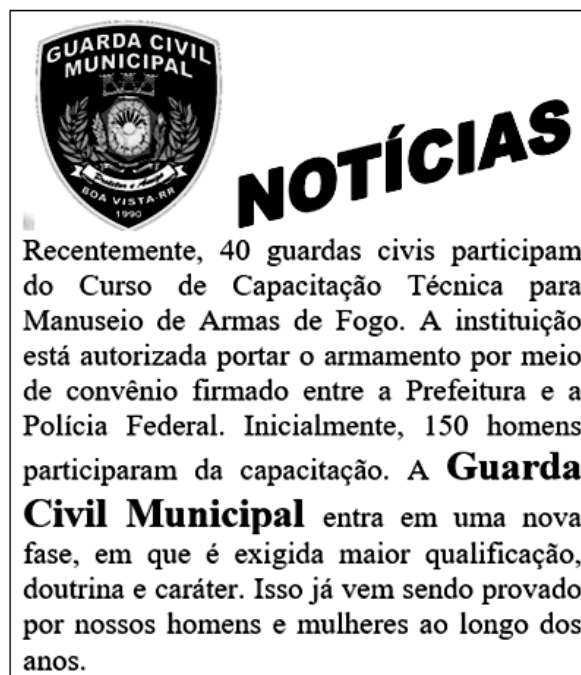 GUARDA CIVIL
MUNICIPAL
BOA VISTA-RR
1990
NOTÍCIAS
Recentemente, 40 guardas civis participam
do Curso de Capacitação Técnica para
Manuseio de Armas de Fogo. A instituição
está autorizada portar o armamento por meio
de convênio firmado entre a Prefeitura e a
Polícia Federal. Inicialmente, 150 homens
participaram da capacitação. A Guarda
Civil Municipal entra em uma nova
fase, em que é exigida maior qualificação,
doutrina e caráter. Isso já vem sendo provado
por nossos homens e mulheres ao longo dos
anos.